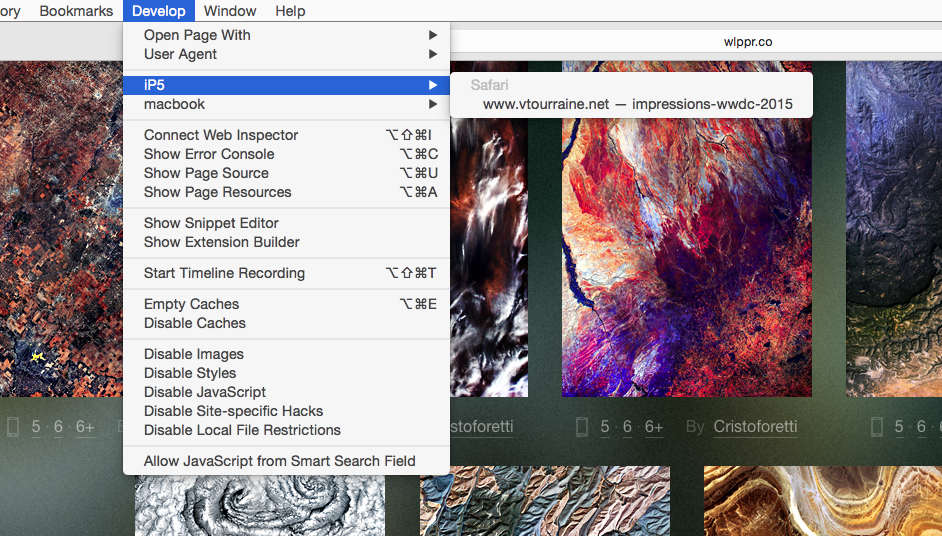 ory Bookmarks Develop Window Help
wlppr.co
Open Page With
User Agent
iP5
Safari
macbook
www.vtourraine.net — impressions-wwdc-2015
Connect Web Inspector ⌥⇧⌘I
Show Error Console ⌥⌘C
Show Page Source ⌥⌘U
Show Page Resources ⌥⌘A
Show Snippet Editor
Show Extension Builder
Start Timeline Recording ⌥⇧⌘T
Empty Caches ⌥⌘E
Disable Caches
Disable Images
Disable Styles
Disable JavaScript
Disable Site-specific Hacks
Disable Local File Restrictions
5 · 6 · 6+ stoforetti 5 · 6 · 6+ By Cristoforetti 5 · 6 · 6
Allow JavaScript from Smart Search Field